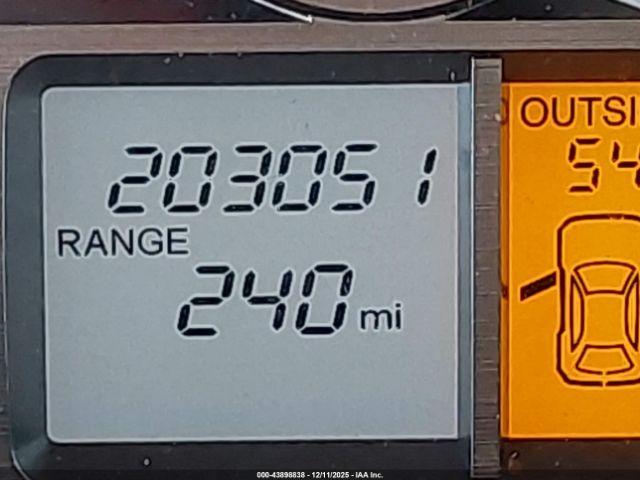 203051
RANGE
240 mi
OUTSI
54
000-43898838 - 12/11/2025 - IAA Inc.